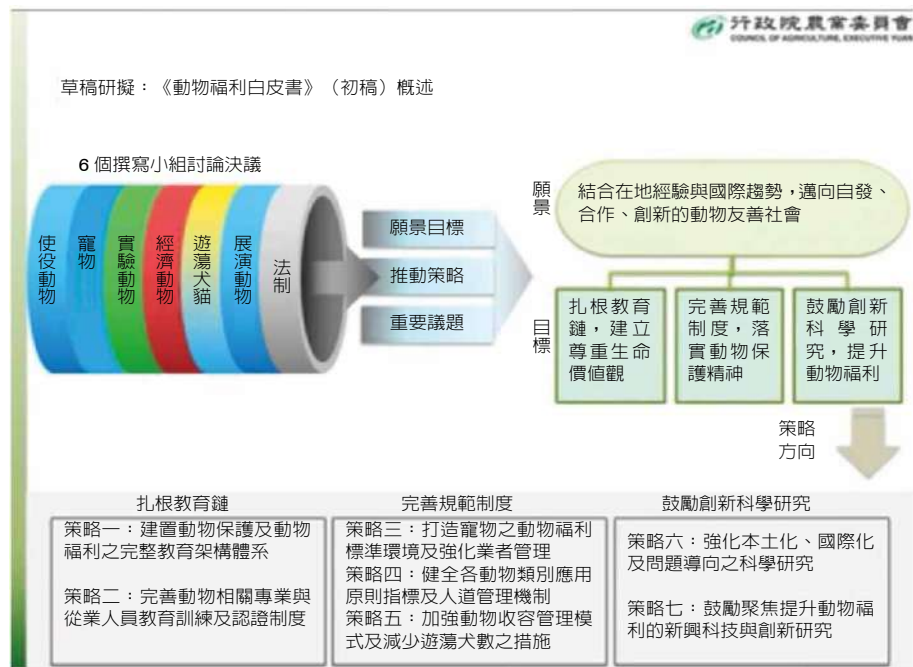 行政院農業委員會
COUNCIL OF AGRICULTURE, EXECUTIVE YUAN
草稿研擬：《動物福利白皮書》（初稿）概述
6 個撰寫小組討論決議
使役動物
寵物
實驗動物
經濟動物
遊蕩犬貓
展演動物
法制
願景目標
推動策略
重要議題
願景
結合在地經驗與國際趨勢，邁向自發、
合作、創新的動物友善社會
目標
扎根教育
鏈，建立
尊重生命
價值觀
完善規範
制度，落
實動物保
護精神
鼓勵創新
科學研
究，提升
動物福利
策略
方向
扎根教育鏈
策略一：建置動物保護及動物
福利之完整教育架構體系
策略二：完善動物相關專業與
從業人員教育訓練及認證制度
完善規範制度
策略三：打造寵物之動物福利
標準環境及強化業者管理
策略四：健全各動物類別應用
原則指標及人道管理機制
策略五：加強動物收容管理模
式及減少遊蕩犬數之措施
鼓勵創新科學研究
策略六：強化本土化、國際化
及問題導向之科學研究
策略七：鼓勵聚焦提升動物福
利的新興科技與創新研究